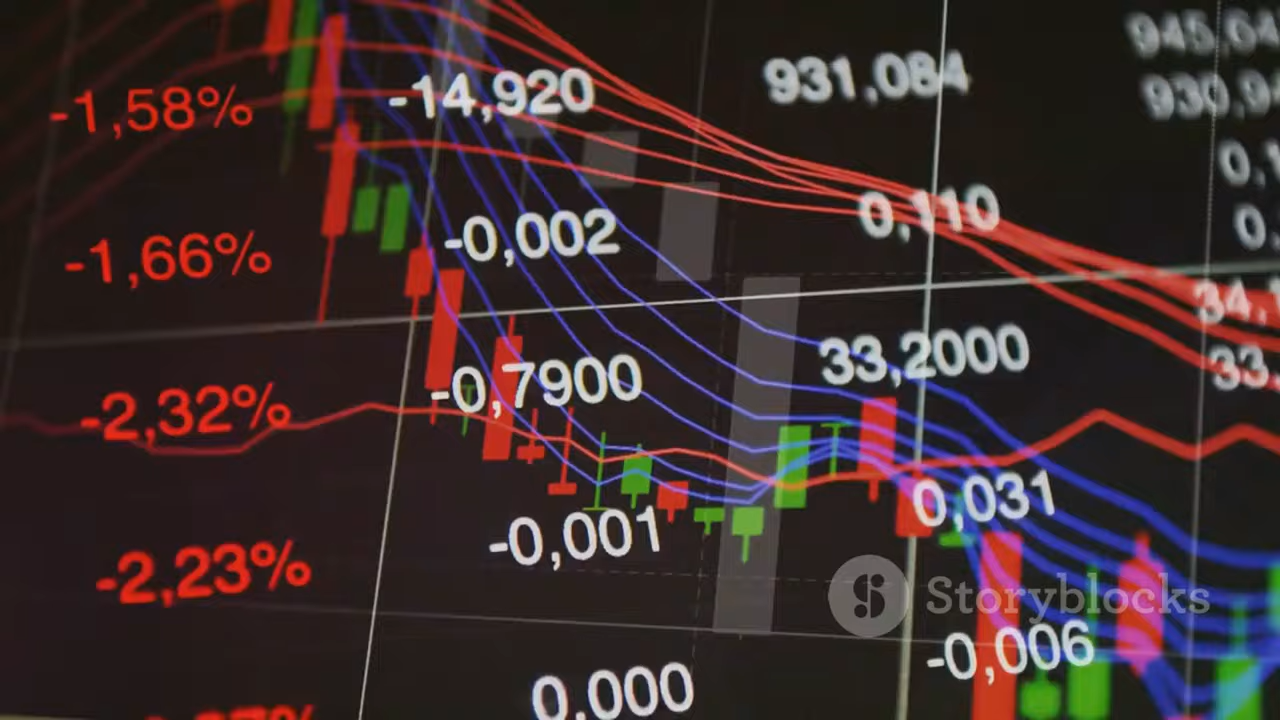 -1,58% -14,920 931,084
-1,66% -0,002 0,110
-2,32% -0,7900 33,2000
-2,23% -0,001 0,031
0,000 -0,006
Storyblocks